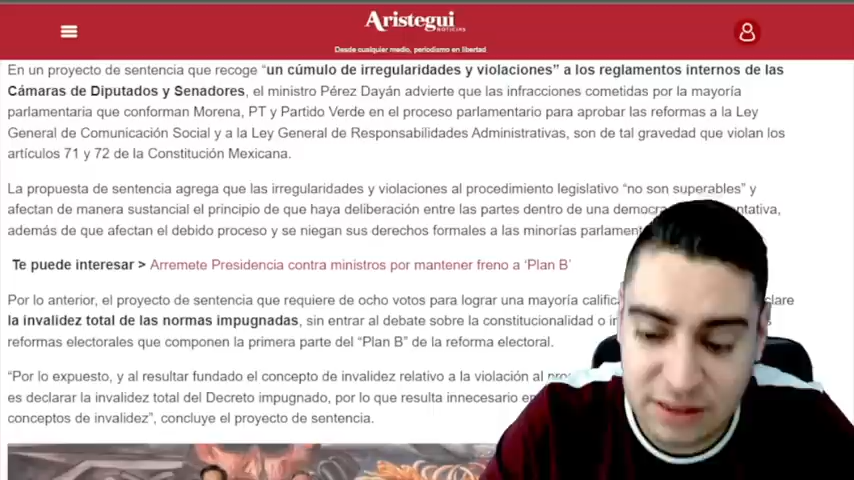 Aristegui
NOTICIAS
Desde cualquier medio, periodismo en libertad
En un proyecto de sentencia que recoge “un cúmulo de irregularidades y violaciones” a los reglamentos internos de las
Cámaras de Diputados y Senadores, el ministro Pérez Dayán advierte que las infracciones cometidas por la mayoría
parlamentaria que conforman Morena, PT y Partido Verde en el proceso parlamentario para aprobar las reformas a la Ley
General de Comunicación Social y a la Ley General de Responsabilidades Administrativas, son de tal gravedad que violan los
artículos 71 y 72 de la Constitución Mexicana.
La propuesta de sentencia agrega que las irregularidades y violaciones al procedimiento legislativo “no son superables” y
afectan de manera sustancial el principio de que haya deliberación entre las partes dentro de una
además de que afectan el debido proceso y se niegan sus derechos formales a las minorías
Te puede interesar > Arremete Presidencia contra ministros por mantener freno a ‘Plan B’
Por lo anterior, el proyecto de sentencia que requiere de ocho votos para lograr una mayoría
la invalidez total de las normas impugnadas, sin entrar al debate sobre la constitucionalidad o
reformas electorales que componen la primera parte del “Plan B” de la reforma electoral.
“Por lo expuesto, y al resultar fundado el concepto de invalidez relativo a la violación al
es declarar la invalidez total del Decreto impugnado, por lo que resulta innecesario
conceptos de invalidez”, concluye el proyecto de sentencia.